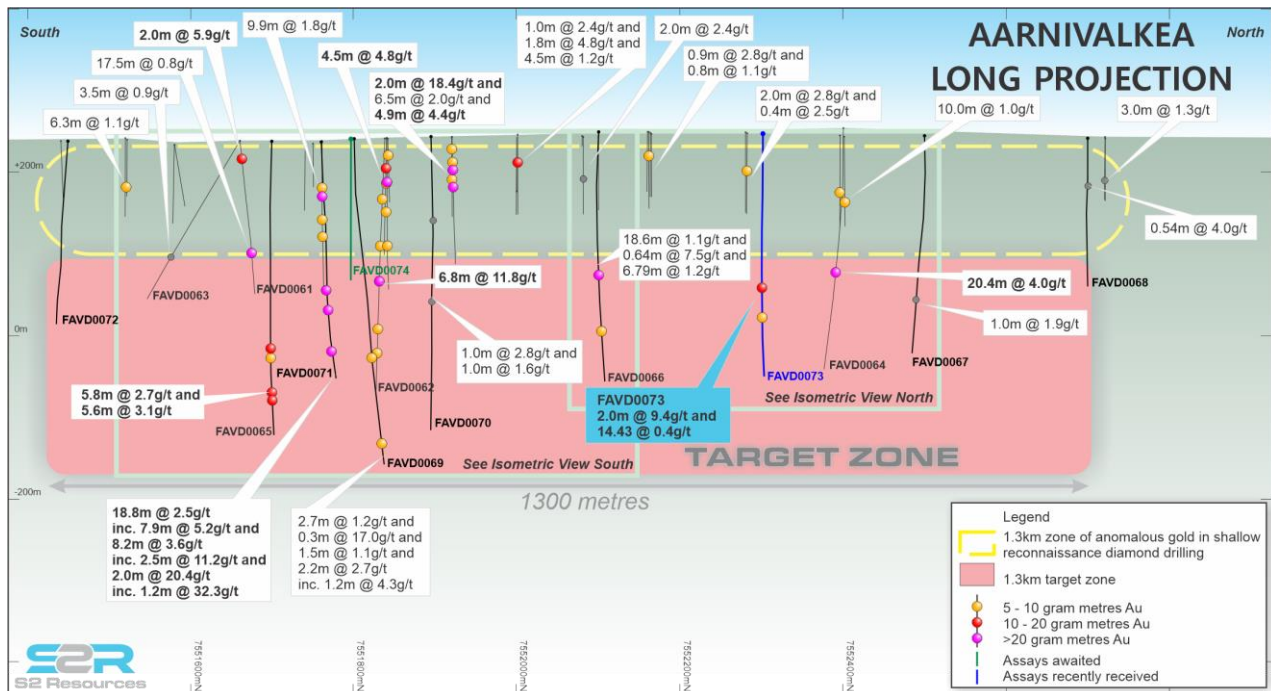 South
AARNIVALKEA
LONG PROJECTION
North
2.0m @ 5.9g/t
17.5m @ 0.8g/t
3.5m @ 0.9g/t
6.3m @ 1.1g/t
9.9m @ 1.8g/t
4.5m @ 4.8g/t
2.0m @ 18.4g/t and
6.5m @ 2.0g/t and
4.9m @ 4.4g/t
1.0m @ 2.4g/t and
1.8m @ 4.8g/t and
4.5m @ 1.2g/t
2.0m @ 2.4g/t
0.9m @ 2.8g/t and
0.8m @ 1.1g/t
2.0m @ 2.8g/t and
0.4m @ 2.5g/t
10.0m @ 1.0g/t
3.0m @ 1.3g/t
+200m
0.54m @ 4.0g/t
18.6m @ 1.1g/t and
0.64m @ 7.5g/t and
6.79m @ 1.2g/t
FAVD0074
6.8m @ 11.8g/t
20.4m @ 4.0g/t
FAVD0068
FAVD0063
FAVD0061
FAVD0072
0m
1.0m @ 1.9g/t
1.0m @ 2.8g/t and
1.0m @ 1.6g/t
FAVD0071
FAVD0062
FAVD0066
FAVD0073
FAVD0064
FAVD0067
5.8m @ 2.7g/t and
5.6m @ 3.1g/t
FAVD0065
FAVD0070
FAVD0073
2.0m @ 9.4g/t and
14.43 @ 0.4g/t
See Isometric View North
FAVD0069
See Isometric View South
TARGET ZONE
-200m
1300 metres
18.8m @ 2.5g/t
inc. 7.9m @ 5.2g/t and
8.2m @ 3.6g/t
inc. 2.5m @ 11.2g/t and
2.0m @ 20.4g/t
inc. 1.2m @ 32.3g/t
2.7m @ 1.2g/t and
0.3m @ 17.0g/t and
1.5m @ 1.1g/t and
2.2m @ 2.7g/t
inc. 1.2m @ 4.3g/t
Legend
1.3km zone of anomalous gold in shallow
reconnaissance diamond drilling
1.3km target zone
5 - 10 gram metres Au
10 - 20 gram metres Au
>20 gram metres Au
Assays awaited
Assays recently received
7551600mN
7551800mN
7552000mN
7552200mN
7552400mN
S2R
S2 Resources